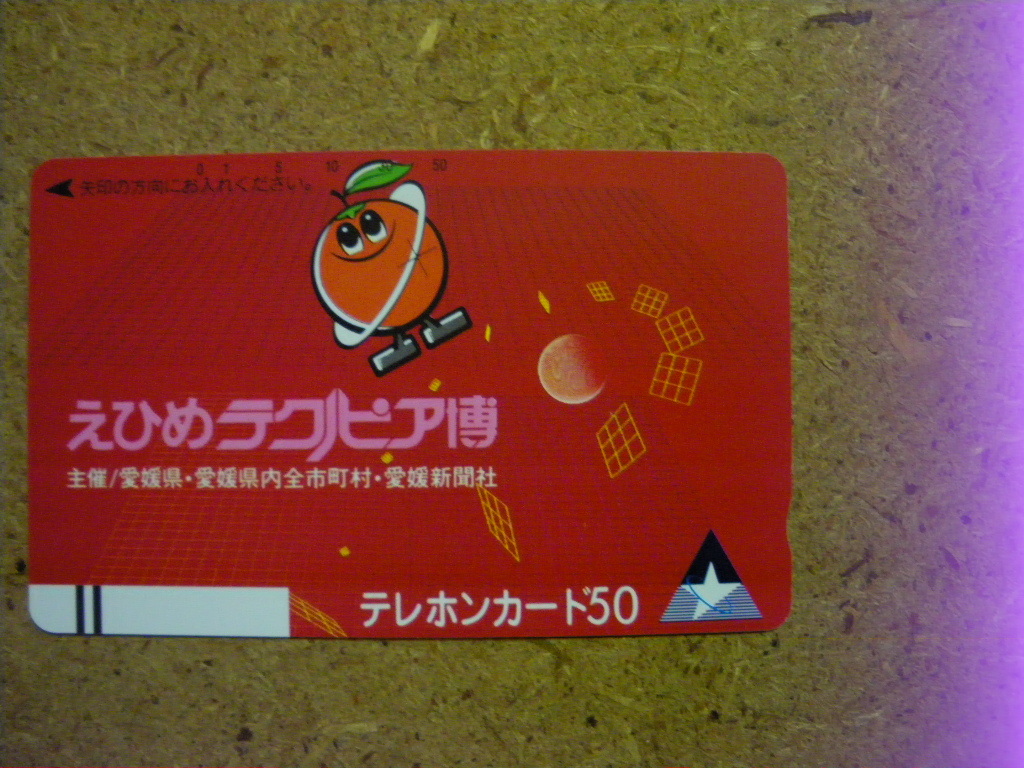 0 1 5 10 30 50
矢印の方向にお入れください。
えひめテクノピア博
主催/愛媛県・愛媛県内全市町村・愛媛新聞社
テレホンカード50